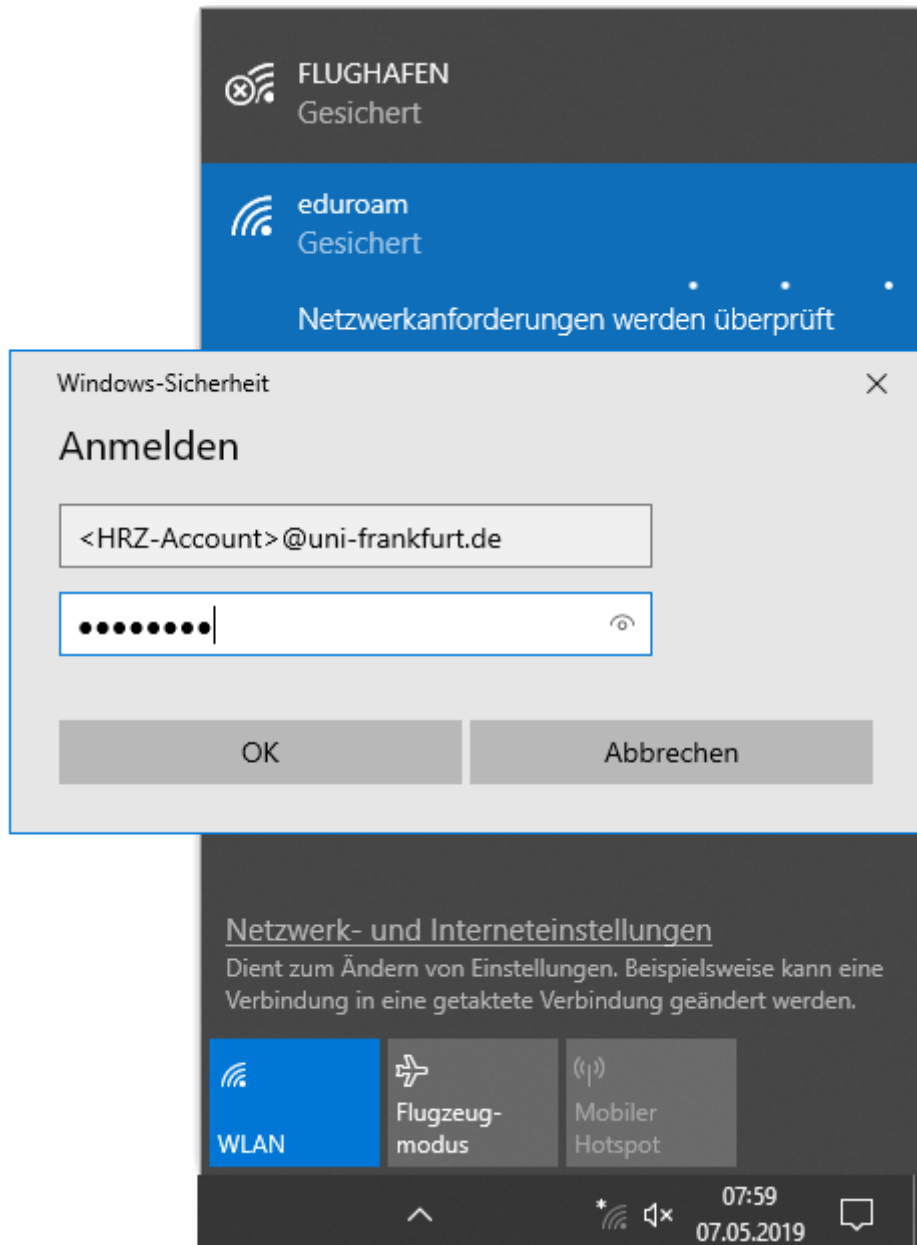 FLUGHAFEN
Gesichert
eduroam
Gesichert
Netzwerkanforderungen werden überprüft
Windows-Sicherheit
Anmelden
<HRZ-Account>@uni-frankfurt.de
●●●●●●●●
OK Abbrechen
Netzwerk- und Interneteinstellungen
Dient zum Ändern von Einstellungen. Beispielsweise kann eine
Verbindung in eine getaktete Verbindung geändert werden.
WLAN
Flugzeug-
modus
Mobiler
Hotspot
07:59
07.05.2019